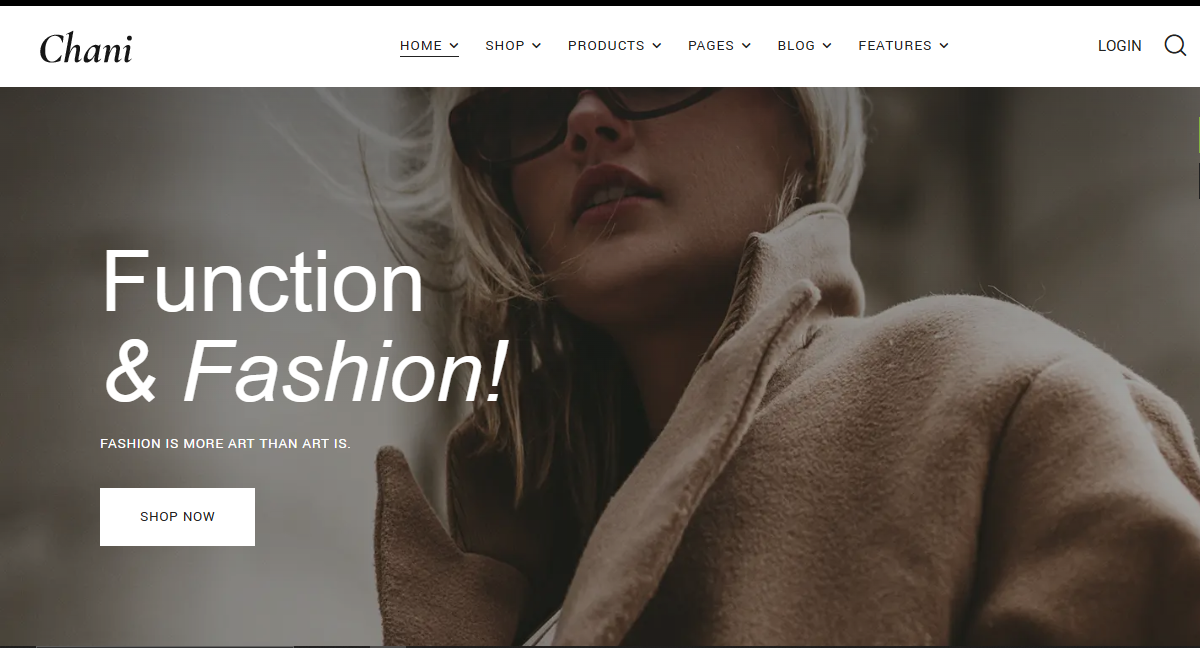 Chani
HOME SHOP PRODUCTS PAGES BLOG FEATURES LOGIN
Function
& Fashion!
FASHION IS MORE ART THAN ART IS.
SHOP NOW